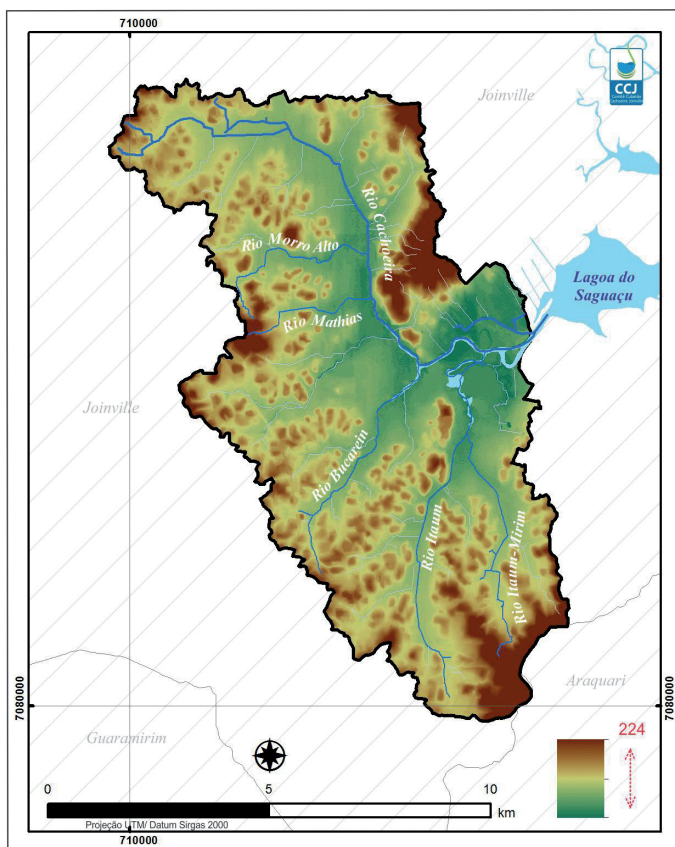 710000
Joinville
CCJ
Rio Cachoeira
Rio Morro Alto
Lagoa do
Saguaçu
Rio Mathias
Joinville
Rio Bucarein
Rio Itaum
Rio Itaum-Mirim
Araquari
7080000
7080000
224
Guaramirim
0
5
10
km
Projeção UTM/ Datum Sirgas 2000
710000